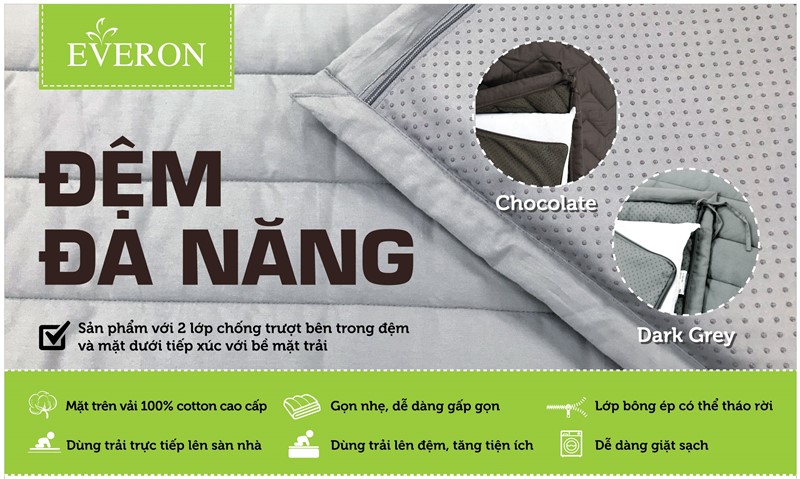 EVERON
ĐỆM
ĐA NĂNG
Chocolate
Dark Grey
Sản phẩm với 2 lớp chống trượt bên trong đệm
và mặt dưới tiếp xúc với bề mặt trải
Mặt trên vải 100% cotton cao cấp
Gọn nhẹ, dễ dàng gấp gọn
Lớp bông ép có thể tháo rời
Dùng trải trực tiếp lên sàn nhà
Dùng trải lên đệm, tăng tiện ích
Dễ dàng giặt sạch